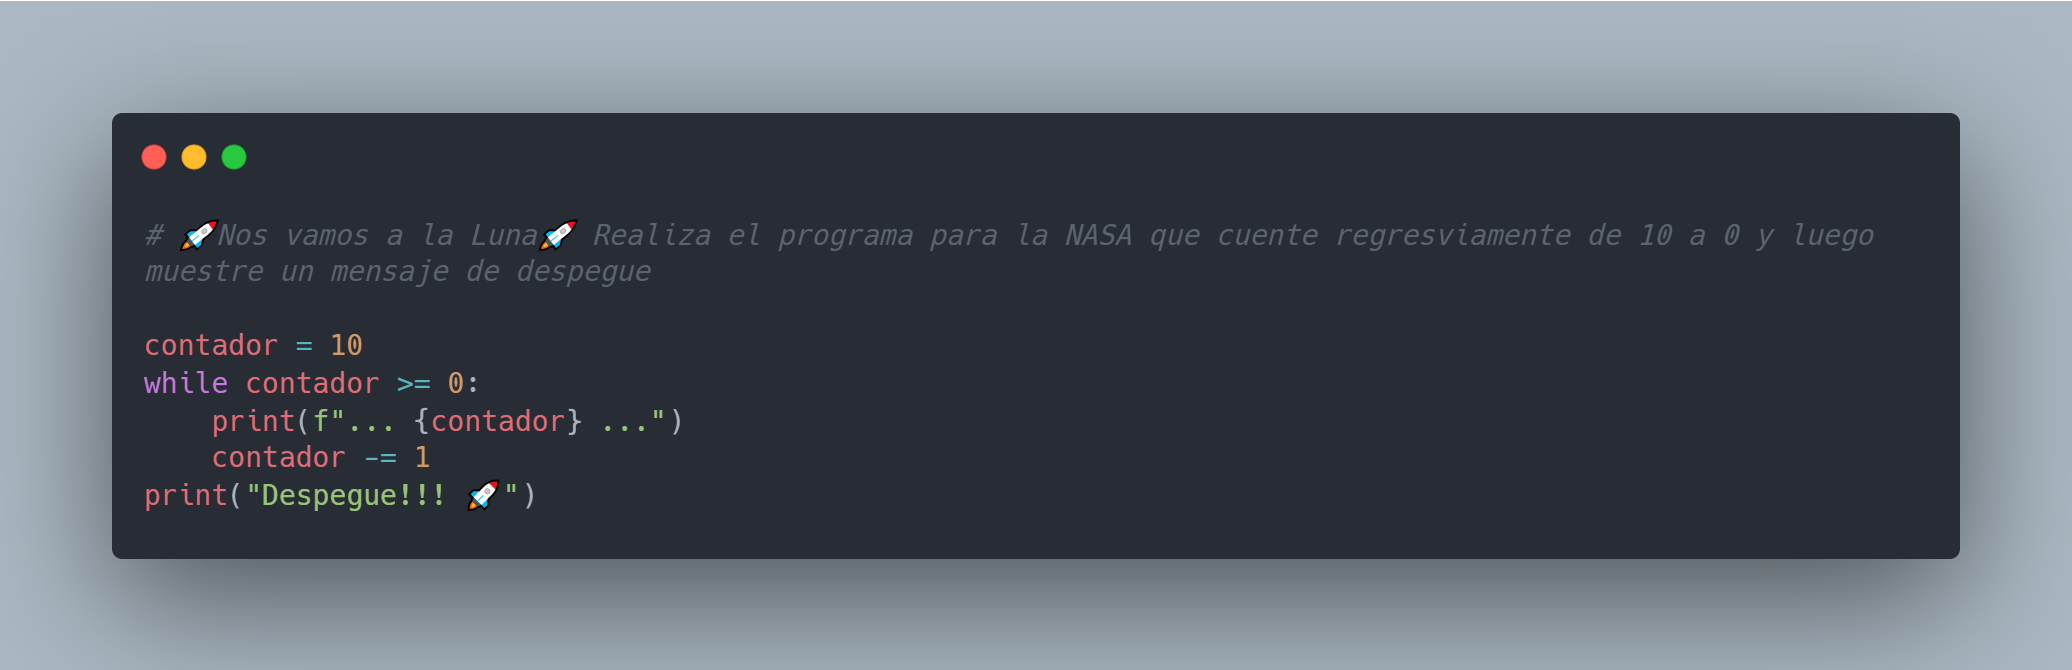 # 🚀Nos vamos a la Luna🚀 Realiza el programa para la NASA que cuente regresviamente de 10 a 0 y luego
muestre un mensaje de despegue
contador = 10
while contador >= 0:
    print(f"... {contador} ...")
    contador -= 1
print("Despegue!!! 🚀")